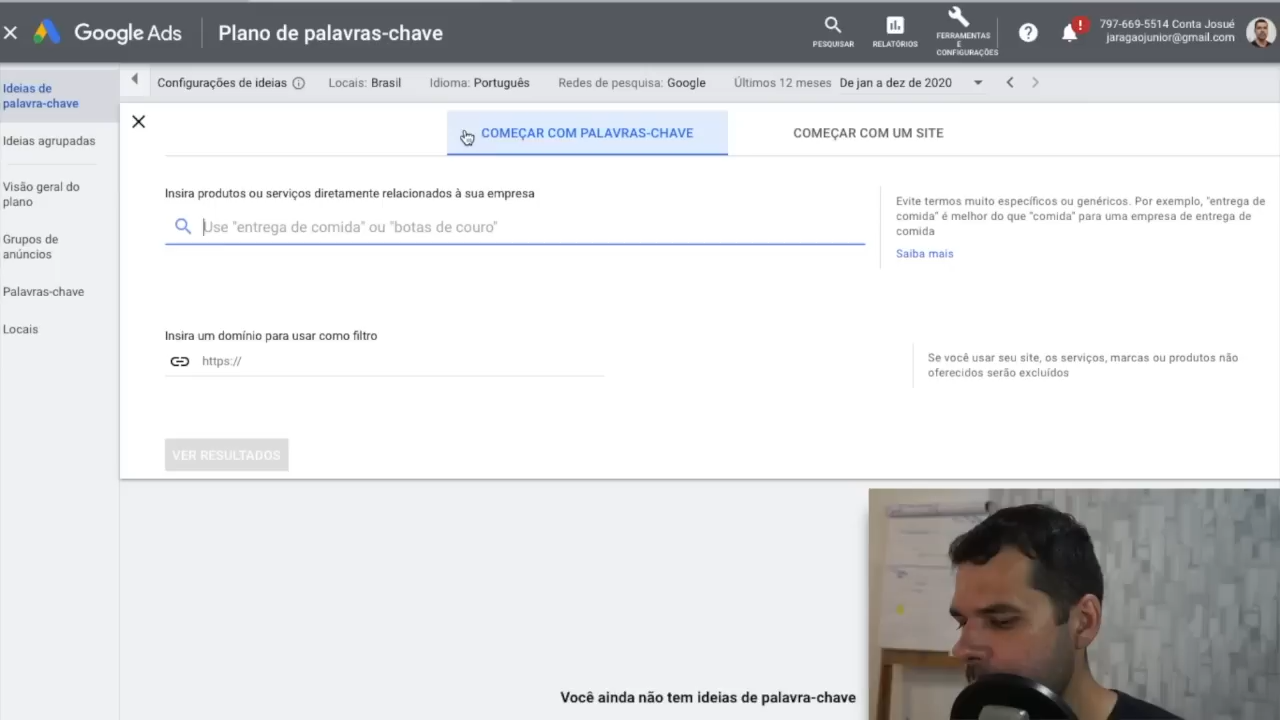 Google Ads
Plano de palavras-chave
PESQUISAR
RELATÓRIOS
FERRAMENTAS
E
CONFIGURAÇÕES
797-669-5514 Conta Josué
jaragaojunior@gmail.com
Ideias de
palavra-chave
Ideias agrupadas
Visão geral do
plano
Grupos de
anúncios
Palavras-chave
Locais
Configurações de ideias
Locais: Brasil
Idioma: Português
Redes de pesquisa: Google
Últimos 12 meses De jan a dez de 2020
COMEÇAR COM PALAVRAS-CHAVE
COMEÇAR COM UM SITE
Insira produtos ou serviços diretamente relacionados à sua empresa
Use "entrega de comida" ou "botas de couro"
Evite termos muito específicos ou genéricos. Por exemplo, "entrega de
comida" é melhor do que "comida" para uma empresa de entrega de
comida
Saiba mais
Insira um domínio para usar como filtro
https://
Se você usar seu site, os serviços, marcas ou produtos não
oferecidos serão excluídos
VER RESULTADOS
Você ainda não tem ideias de palavra-chave